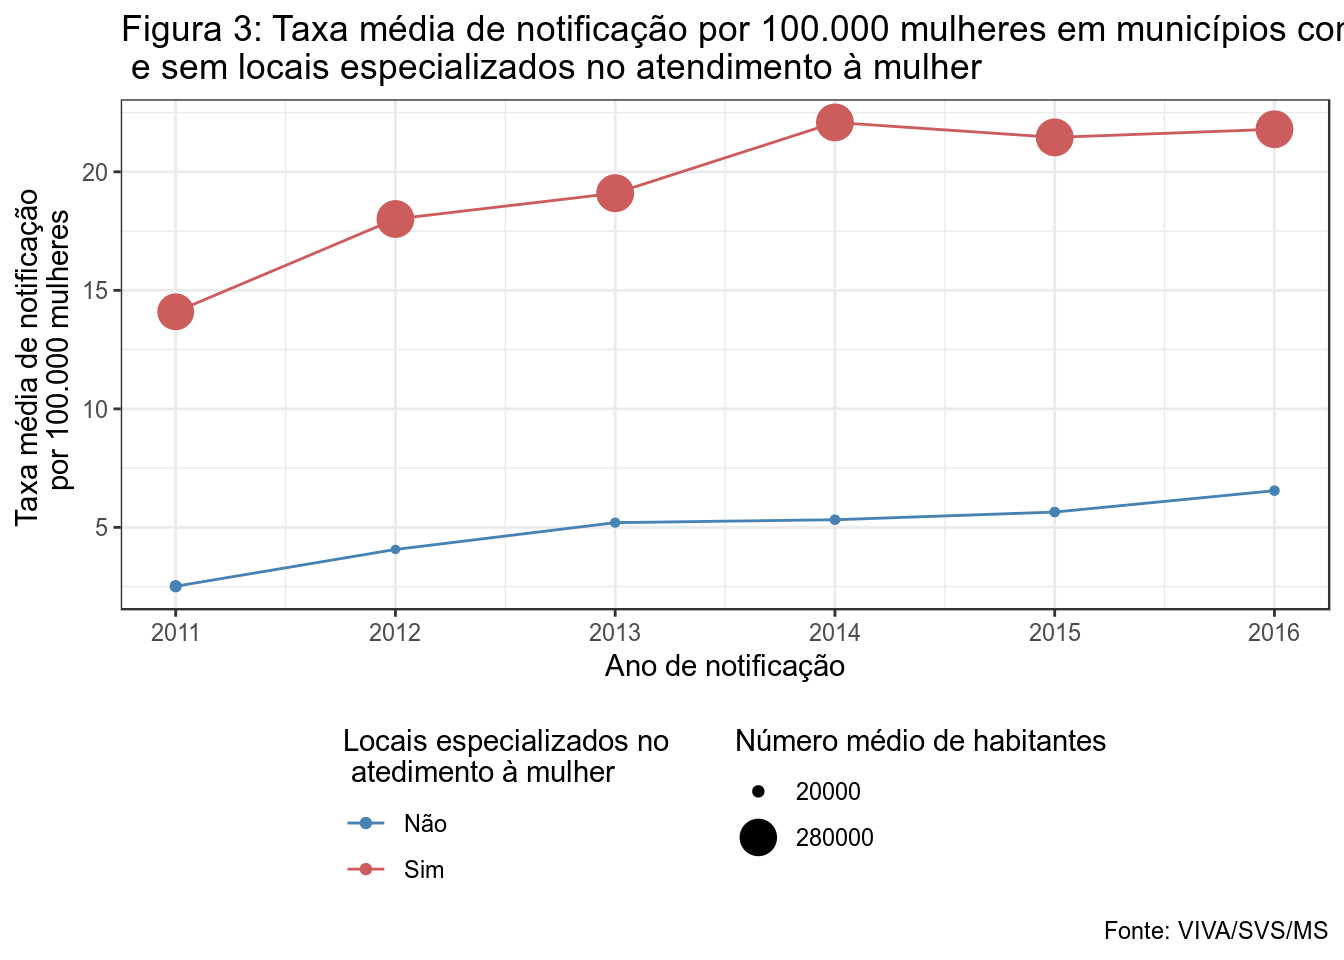 Figura 3: Taxa média de notificação por 100.000 mulheres em municípios cor
e sem locais especializados no atendimento à mulher
Taxa média de notificação
por 100.000 mulheres
20
15
10
5
2011 2012 2013 2014 2015 2016
Ano de notificação
Locais especializados no
atedimento à mulher
Não
Sim
Número médio de habitantes
20000
280000
Fonte: VIVA/SVS/MS